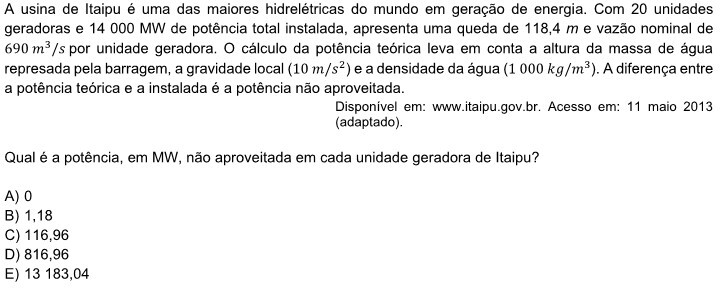 A usina de Itaipu é uma das maiores hidrelétricas do mundo em geração de energia. Com 20 unidades
geradoras e 14 000 MW de potência total instalada, apresenta uma queda de 118,4 m e vazão nominal de
690 m³/s por unidade geradora. O cálculo da potência teórica leva em conta a altura da massa de água
represada pela barragem, a gravidade local (10 m/s²) e a densidade da água (1 000 kg/m³). A diferença entre
a potência teórica e a instalada é a potência não aproveitada.
Disponível em: www.itaipu.gov.br. Acesso em: 11 maio 2013
(adaptado).
Qual é a potência, em MW, não aproveitada em cada unidade geradora de Itaipu?
A) 0
B) 1,18
C) 116,96
D) 816,96
E) 13 183,04